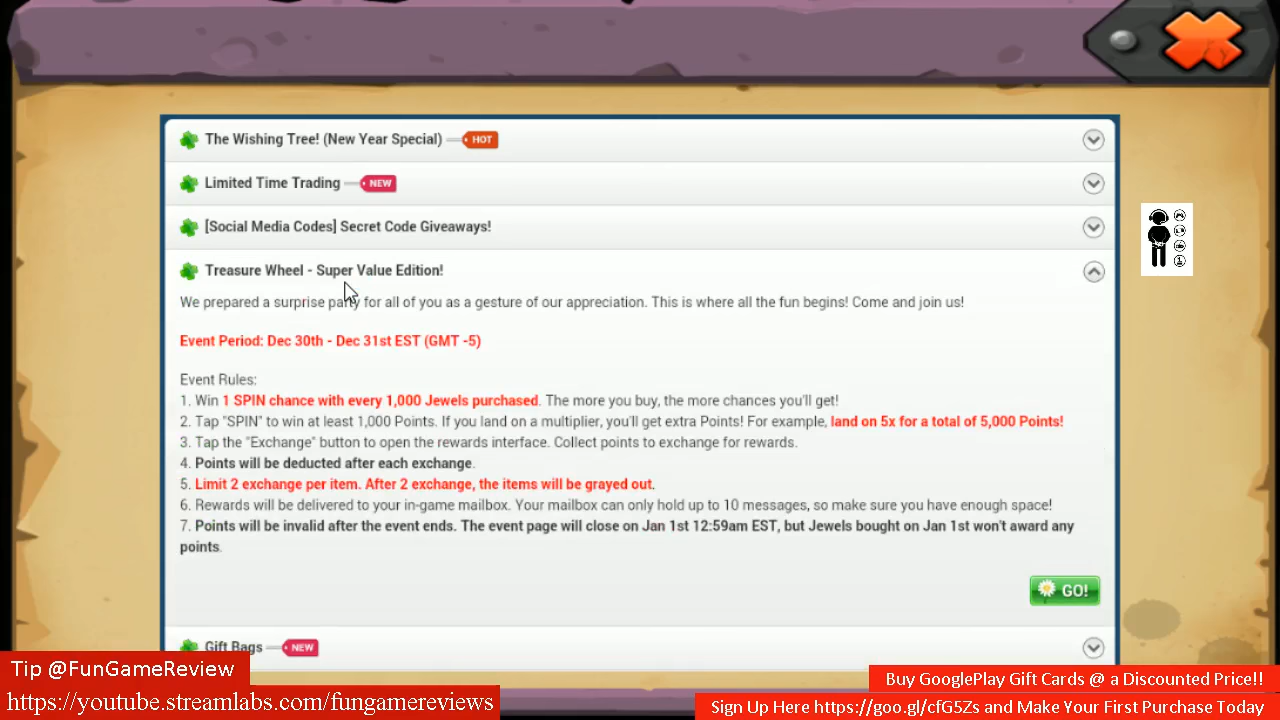 The Wishing Tree! (New Year Special) HOT
Limited Time Trading NEW
[Social Media Codes] Secret Code Giveaways!
Treasure Wheel - Super Value Edition!
We prepared a surprise party for all of you as a gesture of our appreciation. This is where all the fun begins! Come and join us!
Event Period: Dec 30th - Dec 31st EST (GMT -5)
Event Rules:
1. Win 1 SPIN chance with every 1,000 Jewels purchased. The more you buy, the more chances you'll get!
2. Tap "SPIN" to win at least 1,000 Points. If you land on a multiplier, you'll get extra Points! For example, land on 5x for a total of 5,000 Points!
3. Tap the "Exchange" button to open the rewards interface. Collect points to exchange for rewards.
4. Points will be deducted after each exchange.
5. Limit 2 exchange per item. After 2 exchange, the items will be grayed out.
6. Rewards will be delivered to your in-game mailbox. Your mailbox can only hold up to 10 messages, so make sure you have enough space!
7. Points will be invalid after the event ends. The event page will close on Jan 1st 12:59am EST, but Jewels bought on Jan 1st won't award any
points.
GO!
Gift Bags NEW
Tip @FunGameReview
https://youtube.streamlabs.com/fungamereviews
Buy GooglePlay Gift Cards @ a Discounted Price!!
Sign Up Here https://goo.gl/cfG5Zs and Make Your First Purchase Today